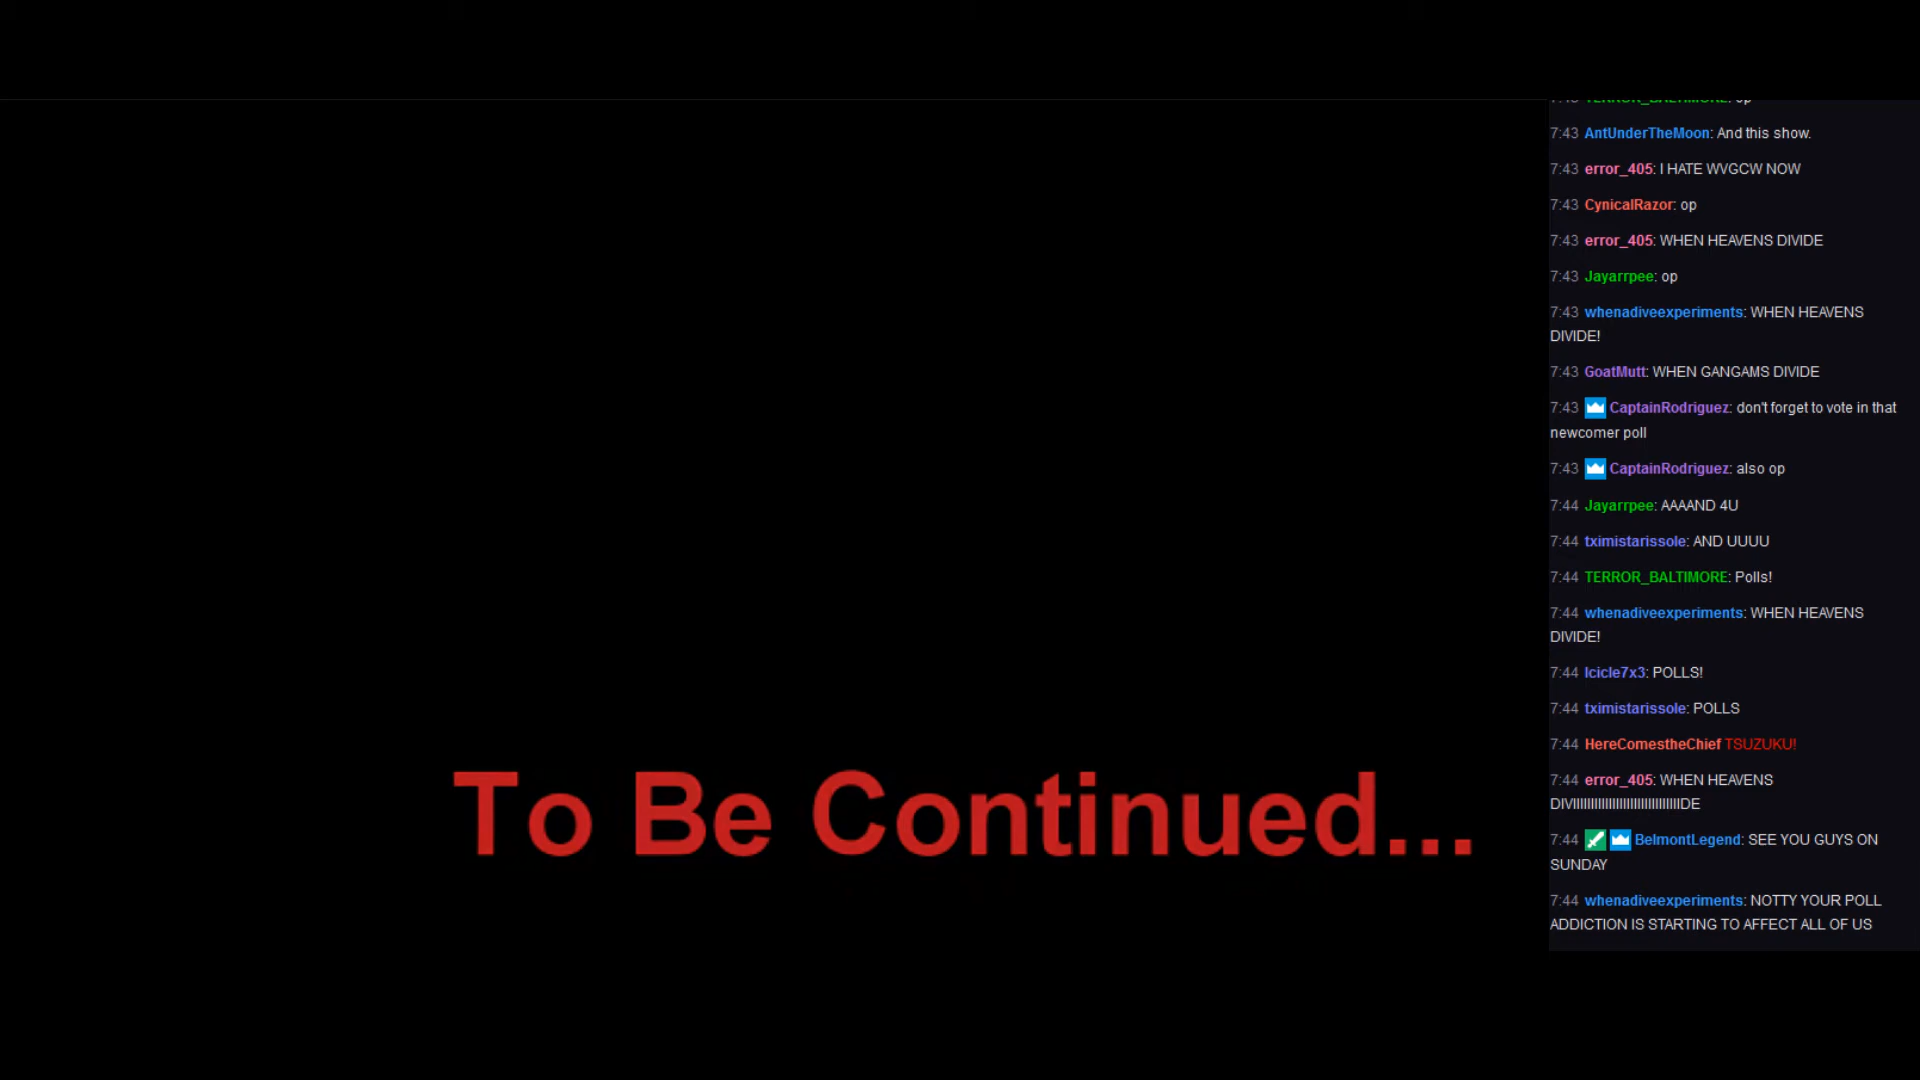 TERROR_BALTIMORE: op
7:43 AntUnderTheMoon: And this show.
7:43 error_405: I HATE WVGCW NOW
7:43 CynicalRazor: op
7:43 error_405: WHEN HEAVENS DIVIDE
7:43 Jayarrpee: op
7:43 whenadiveexperiments: WHEN HEAVENS
DIVIDE!
7:43 GoatMutt: WHEN GANGAMS DIVIDE
7:43 CaptainRodriguez: don't forget to vote in that
newcomer poll
7:43 CaptainRodriguez: also op
7:44 Jayarrpee: AAAAND 4U
7:44 tximistarissole: AND UUUU
7:44 TERROR_BALTIMORE: Polls!
7:44 whenadiveexperiments: WHEN HEAVENS
DIVIDE!
7:44 Icicle7x3: POLLS!
7:44 tximistarissole: POLLS
7:44 HereComestheChief TSUZUKU!
7:44 error_405: WHEN HEAVENS
DIVIIIIIIIIIIIIIIIIIIIIIIIIIIIIIIDE
7:44 BelmontLegend: SEE YOU GUYS ON
SUNDAY
7:44 whenadiveexperiments: NOTTY YOUR POLL
ADDICTION IS STARTING TO AFFECT ALL OF US
To Be Continued...